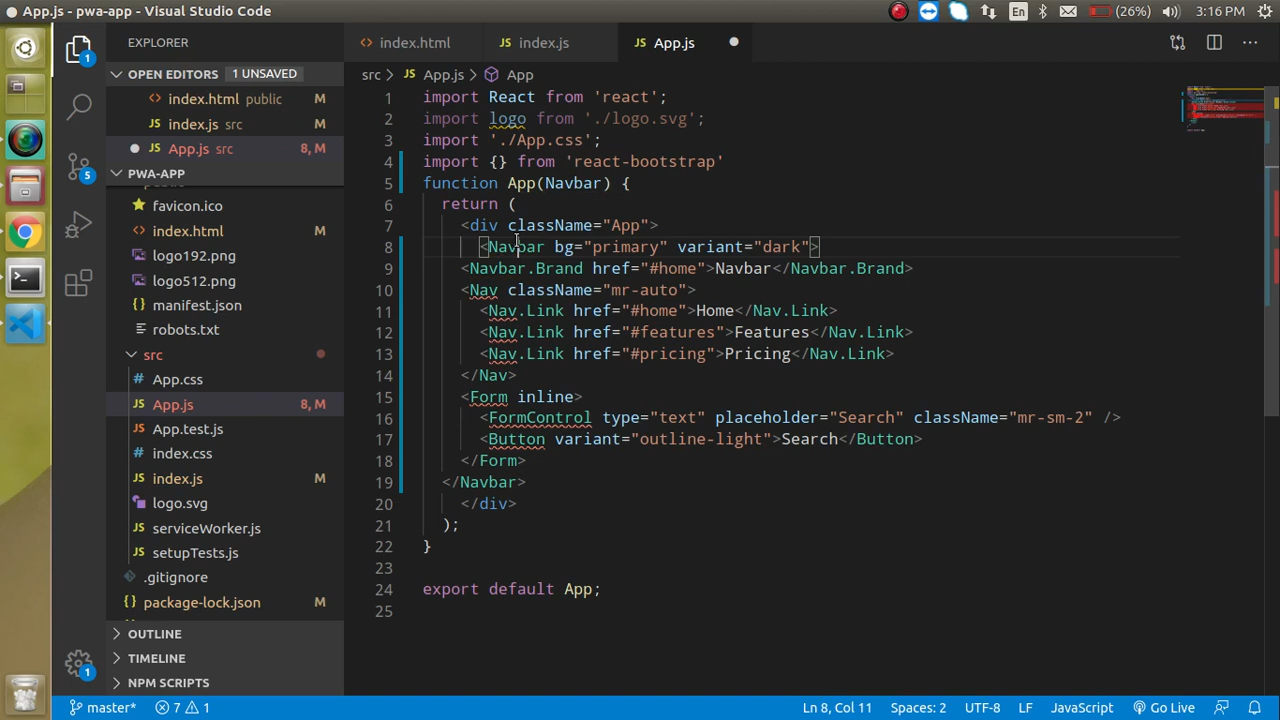 App.js - pwa-app - Visual Studio Code
En
(26%)
3:16 PM
EXPLORER
index.html
index.js
App.js
OPEN EDITORS
1 UNSAVED
index.html public M
index.js src M
App.js src 8, M
PWA-APP
favicon.ico
index.html M
logo192.png
logo512.png
manifest.json
robots.txt
src
App.css
App.js 8, M
App.test.js
index.css
index.js M
logo.svg
serviceWorker.js
setupTests.js
.gitignore
package-lock.json M
OUTLINE
TIMELINE
NPM SCRIPTS
1
5
1
src > JS App.js > App
1 import React from 'react';
2 import logo from './logo.svg';
3 import './App.css';
4 import {} from 'react-bootstrap'
5 function App(Navbar) {
6 return (
7 <div className="App">
8 <Navbar bg="primary" variant="dark">
9 <Navbar.Brand href="#home">Navbar</Navbar.Brand>
10 <Nav className="mr-auto">
11 <Nav.Link href="#home">Home</Nav.Link>
12 <Nav.Link href="#features">Features</Nav.Link>
13 <Nav.Link href="#pricing">Pricing</Nav.Link>
14 </Nav>
15 <Form inline>
16 <FormControl type="text" placeholder="Search" className="mr-sm-2" />
17 <Button variant="outline-light">Search</Button>
18 </Form>
19 </Navbar>
20 </div>
21 );
22 }
23
24 export default App;
25
master*
7
1
Ln 8, Col 11
Spaces: 2
UTF-8
LF
JavaScript
Go Live